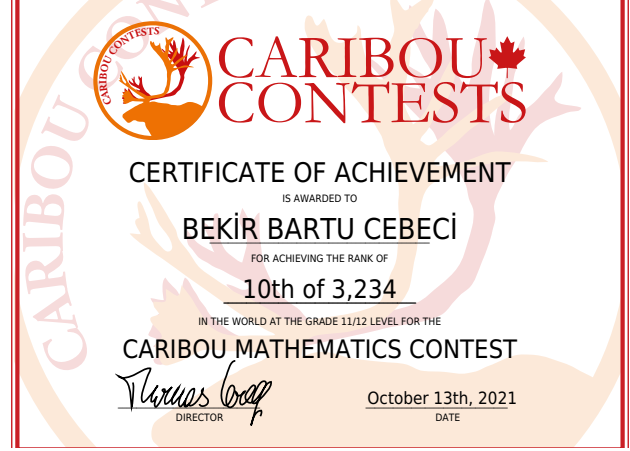 CARIBOU CONTESTS
CARIBOU
CONTESTS
CERTIFICATE OF ACHIEVEMENT
IS AWARDED TO
BEKİR BARTU CEBECİ
FOR ACHIEVING THE RANK OF
10th of 3,234
IN THE WORLD AT THE GRADE 11/12 LEVEL FOR THE
CARIBOU MATHEMATICS CONTEST
DIRECTOR
October 13th, 2021
DATE
CARIBOU CON